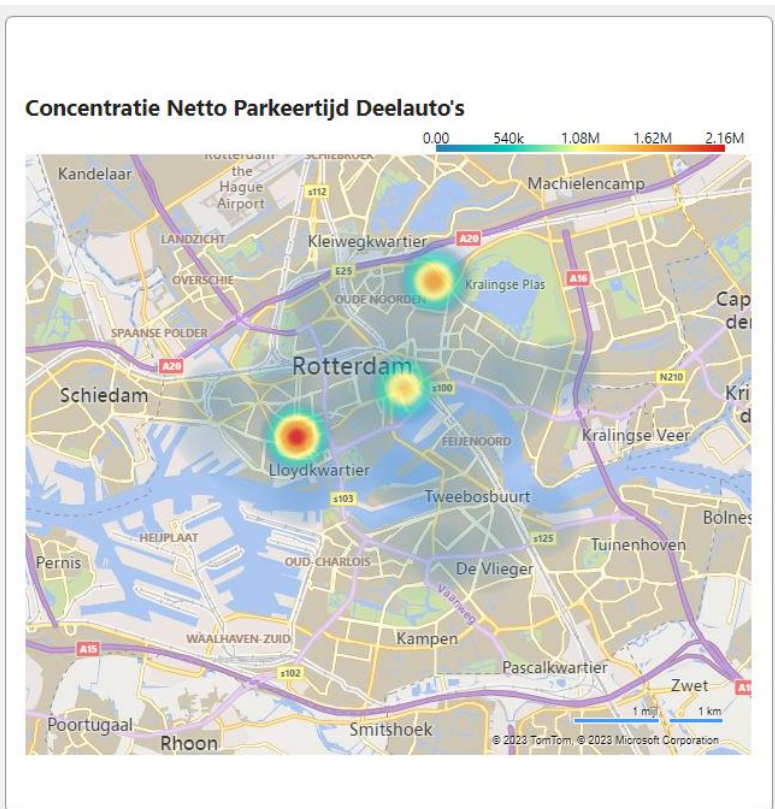 Concentratie Netto Parkeertijd Deelauto's
0.00 540k 1.08M 1.62M 2.16M
Kandelaar
Rotterdam
the
Hague
Airport
SCHIEBROEK
s112
Machielencamp
LANDZICHT
Kleiwegkwartier
A20
E25
OVERSCHIE
Kralingse Plas
A16
OUDE NOORDEN
SPAANSE POLDER
A20
Rotterdam
N210
Schiedam
s100
FEIJENOORD
Kralingse Veer
Lloydkwartier
s103
Tweebosbuurt
HEIJPLAAT
s125
Tuinenhoven
Pernis
OUD-CHARLOIS
De Vlieger
Vaanweg
WAALHAVEN-ZUID
Kampen
A15
s102
Pascalkwartier
Zwet
Poortugaal
Smitshoek
Rhoon
1 mijl 1 km
© 2023 TomTom, © 2023 Microsoft Corporation